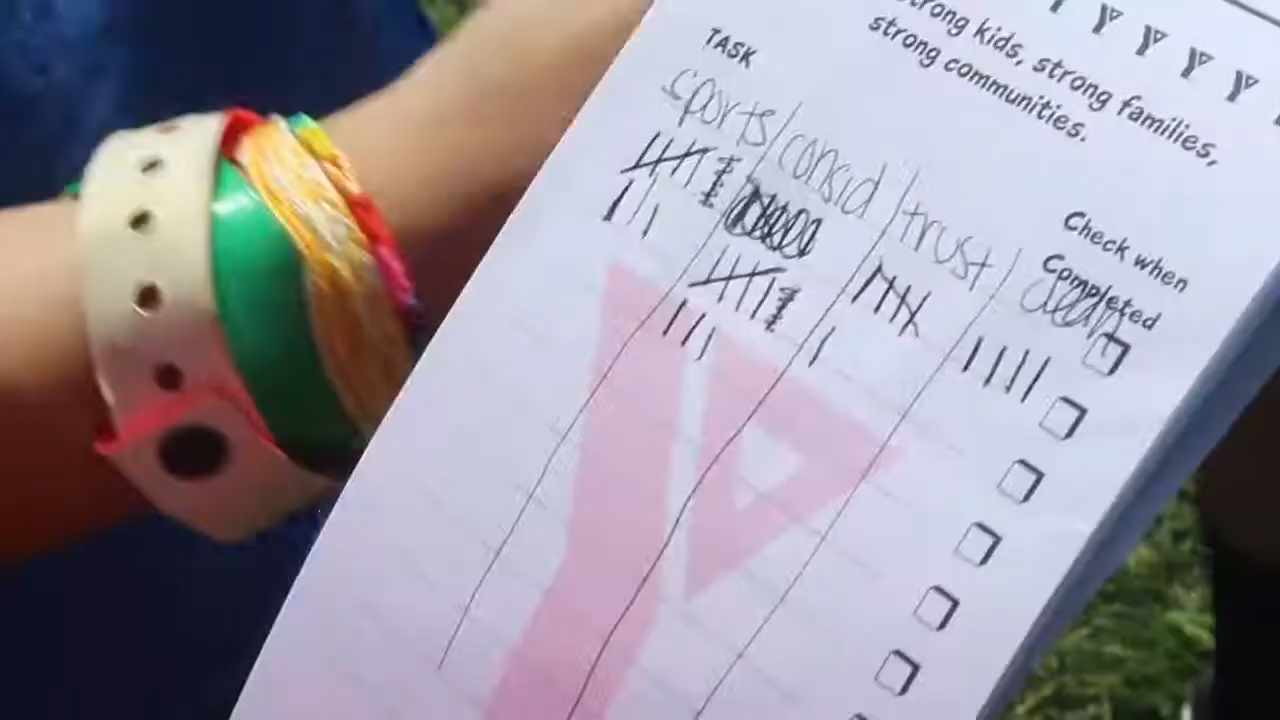 strong kids, strong families,
strong communities.
TASK
Check when
Completed
sports/consid/trust/clean